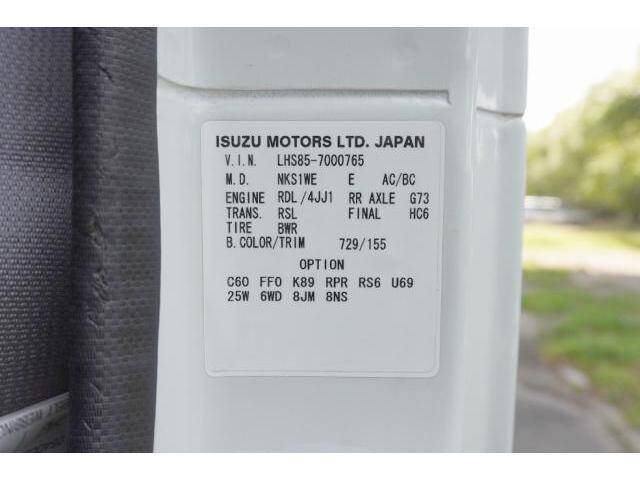 ISUZU MOTORS LTD. JAPAN
V.I.N. LHS85-7000765
M.D. NKS1WE E AC/BC
ENGINE RDL/4JJ1 RR AXLE G73
TRANS. RSL FINAL HC6
TIRE BWR
B.COLOR/TRIM 729/155
OPTION
C60 FF0 K89 RPR RS6 U69
25W 6WD 8JM 8NS